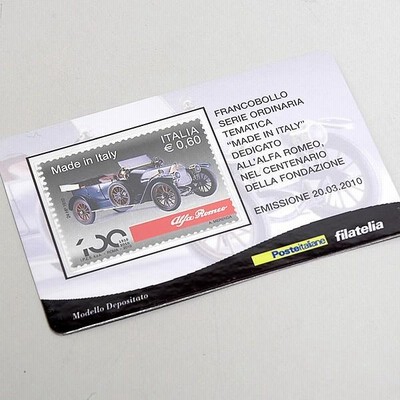 Made in Italy
ITALIA
€ 0,60
Alfa Romeo
100
FRANCOBOLLO
SERIE ORDINARIA
TEMATICA
"MADE IN ITALY"
DEDICATO
ALL'ALFA ROMEO,
NEL CENTENARIO
DELLA FONDAZIONE
EMISSIONE 20.03.2010
Posteitaliane filatelia
Modello Depositato